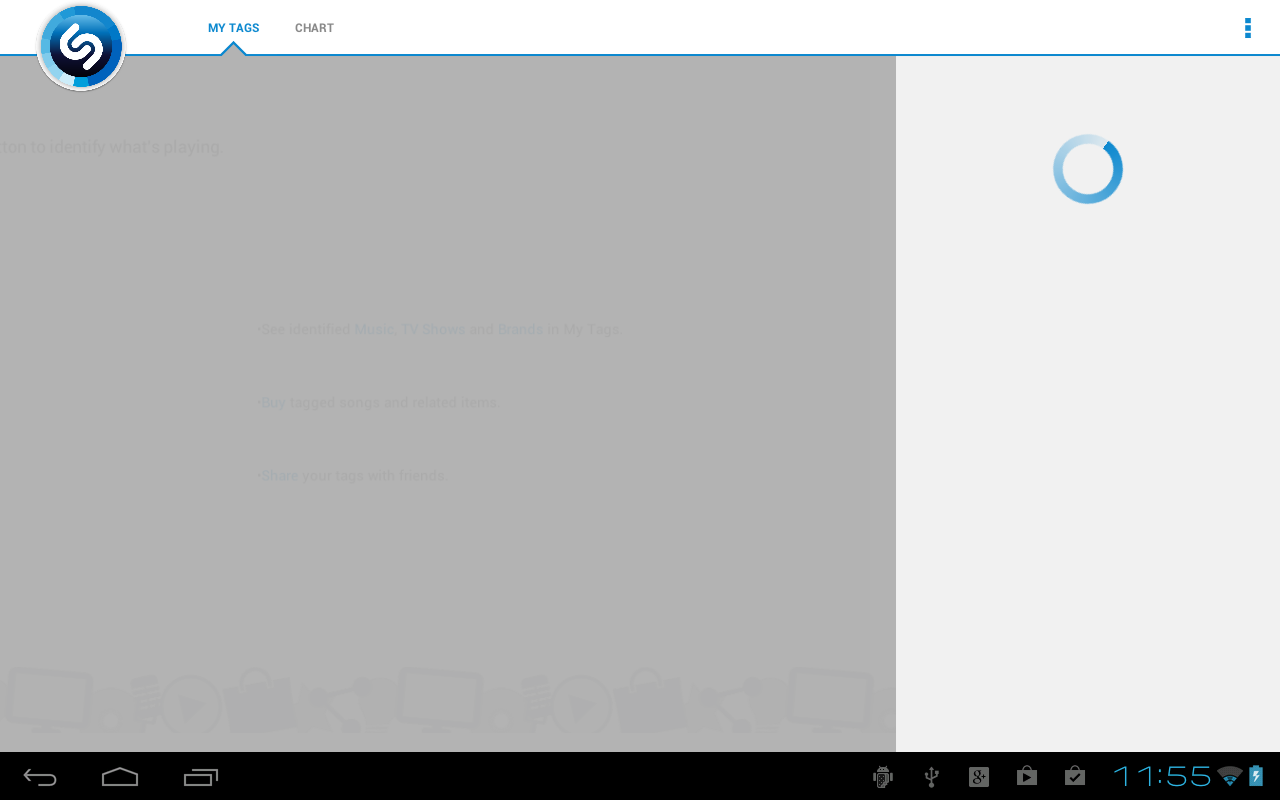 MY TAGS
CHART
ton to identify what's playing
•See identified Music, TV Shows and Brands in My Tags.
•Buy tagged songs and related items
•Share your tags with friends
11:55